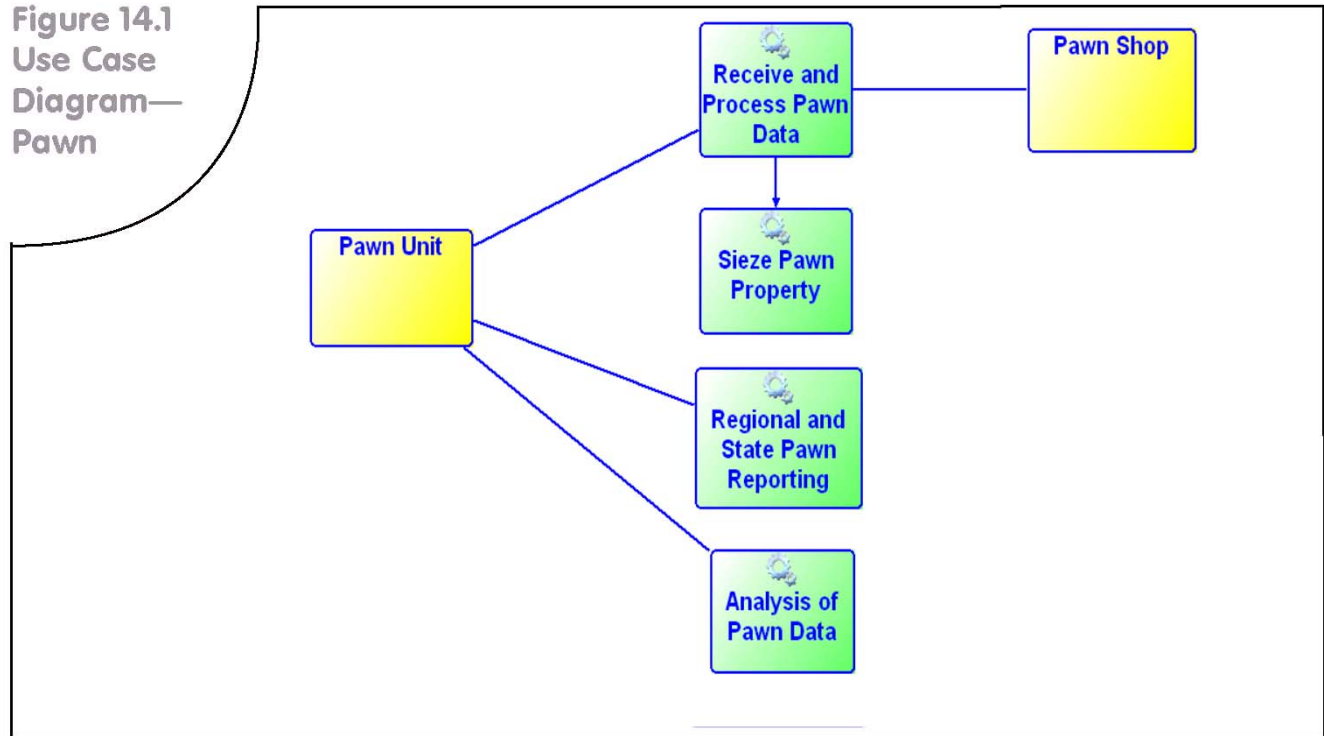 Figure 14.1
Use Case
Diagram—
Pawn
Receive and
Process Pawn
Data
Pawn Shop
Pawn Unit
Sieze Pawn
Property
Regional and
State Pawn
Reporting
Analysis of
Pawn Data